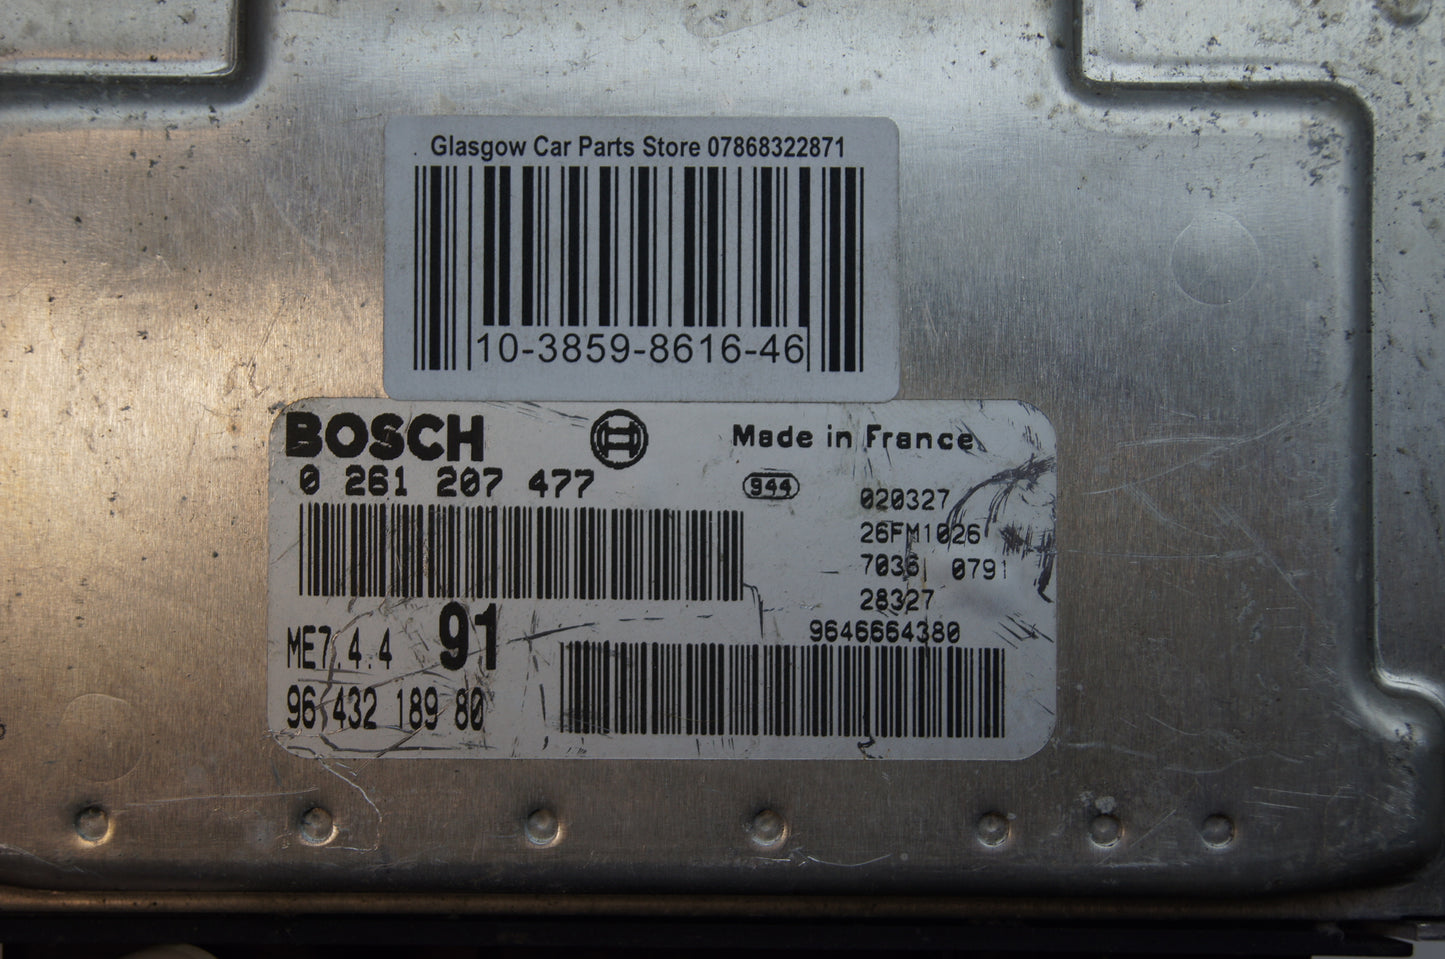 Glasgow Car Parts Store 07868322871
10-3859-8616-46
BOSCH
Made in France
0 261 207 477
944
020327
26FM1026
7036 0791
28327
9646664380
ME7.4.4 91
96 432 189 80